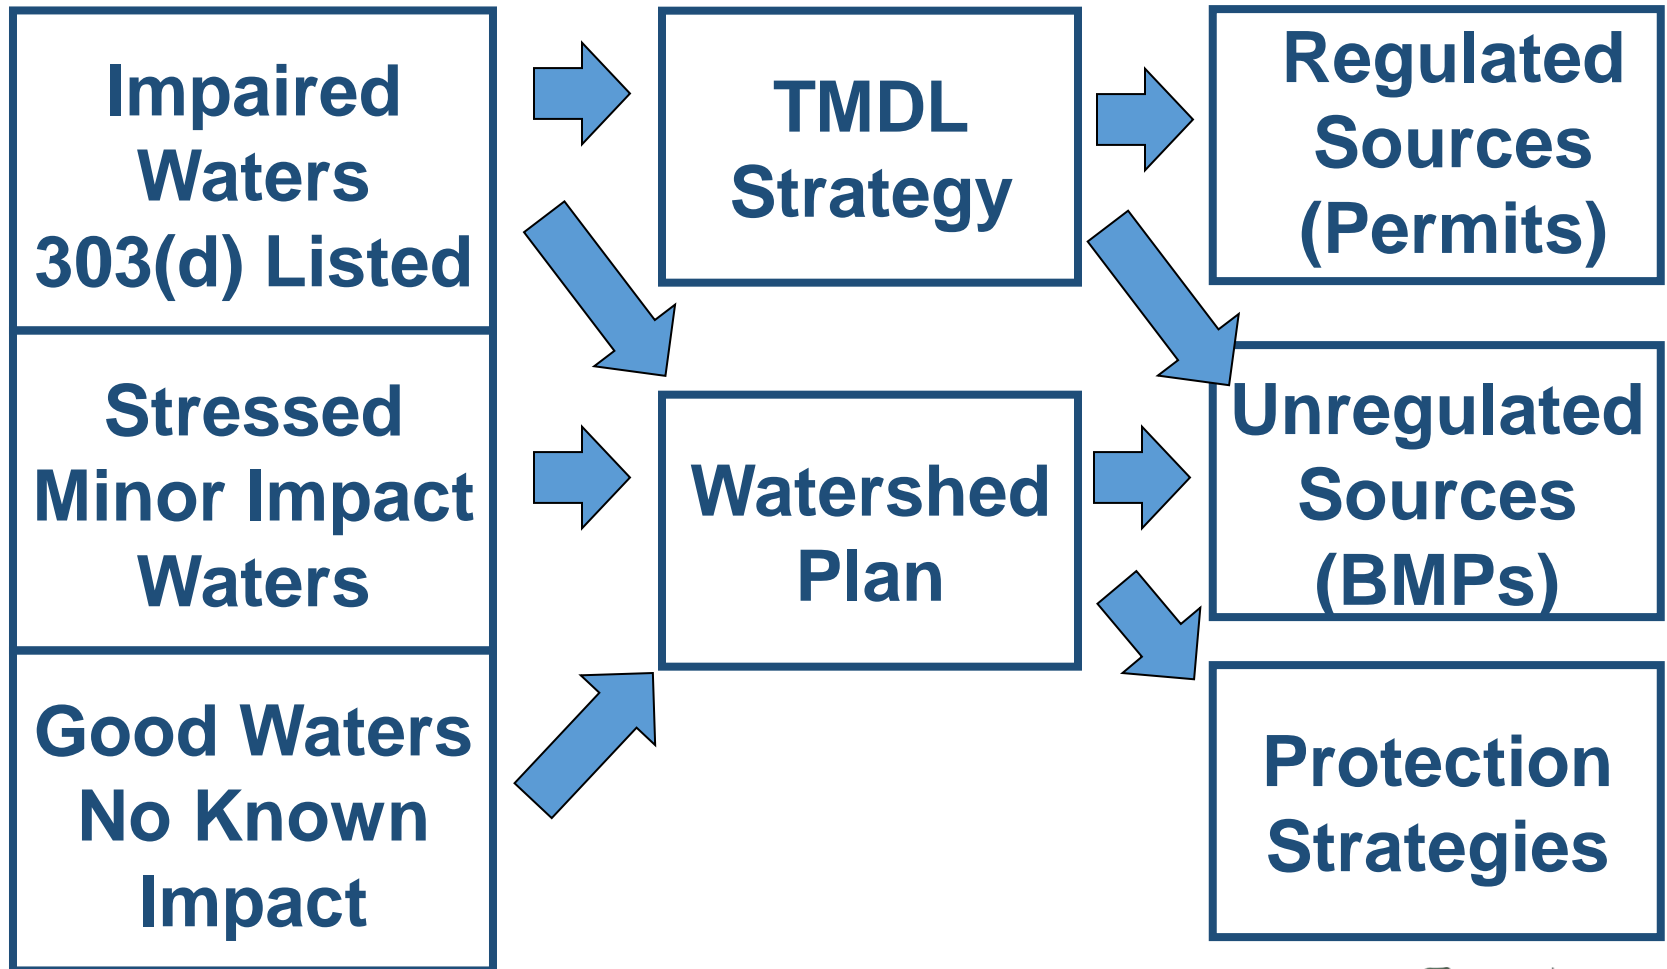 Impaired
Waters
303(d) Listed
Stressed
Minor Impact
Waters
Good Waters
No Known
Impact
TMDL
Strategy
Watershed
Plan
Regulated
Sources
(Permits)
Unregulated
Sources
(BMPs)
Protection
Strategies